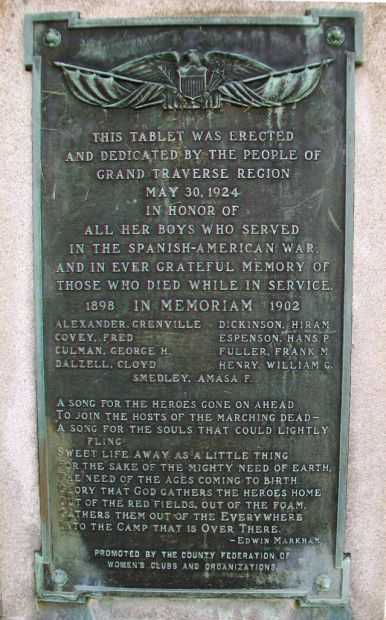 THIS TABLET WAS ERECTED
AND DEDICATED BY THE PEOPLE OF
GRAND TRAVERSE REGION
MAY 30, 1924
IN HONOR OF
ALL HER BOYS WHO SERVED
IN THE SPANISH-AMERICAN WAR,
AND IN EVER GRATEFUL MEMORY OF
THOSE WHO DIED WHILE IN SERVICE.
1898 IN MEMORIAM 1902
ALEXANDER, GRENVILLE DICKINSON, HIRAM
COVEY, FRED ESPENSON, HANS P.
CULMAN, GEORGE H. FULLER, FRANK M.
DALZELL, CLOYD HENRY, WILLIAM G.
SMEDLEY, AMASA F.
A SONG FOR THE HEROES GONE ON AHEAD
TO JOIN THE HOSTS OF THE MARCHING DEAD—
A SONG FOR THE SOULS THAT COULD LIGHTLY
FLING
SWEET LIFE AWAY AS A LITTLE THING
OR THE SAKE OF THE MIGHTY NEED OF EARTH,
E NEED OF THE AGES COMING TO BIRTH.
ORY THAT GOD GATHERS THE HEROES HOME
T OF THE RED FIELDS, OUT OF THE FOAM,
THERS THEM OUT OF THE EVERYWHERE
TO THE CAMP THAT IS OVER THERE.
- EDWIN MARKHAM
PROMOTED BY THE COUNTY FEDERATION OF
WOMEN'S CLUBS AND ORGANIZATIONS.